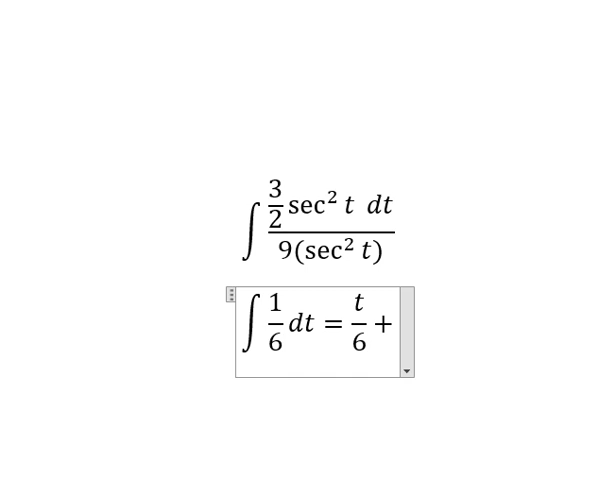 ∫ (3/2 sec² t dt) / (9(sec² t))
∫ 1/6 dt = t/6 +